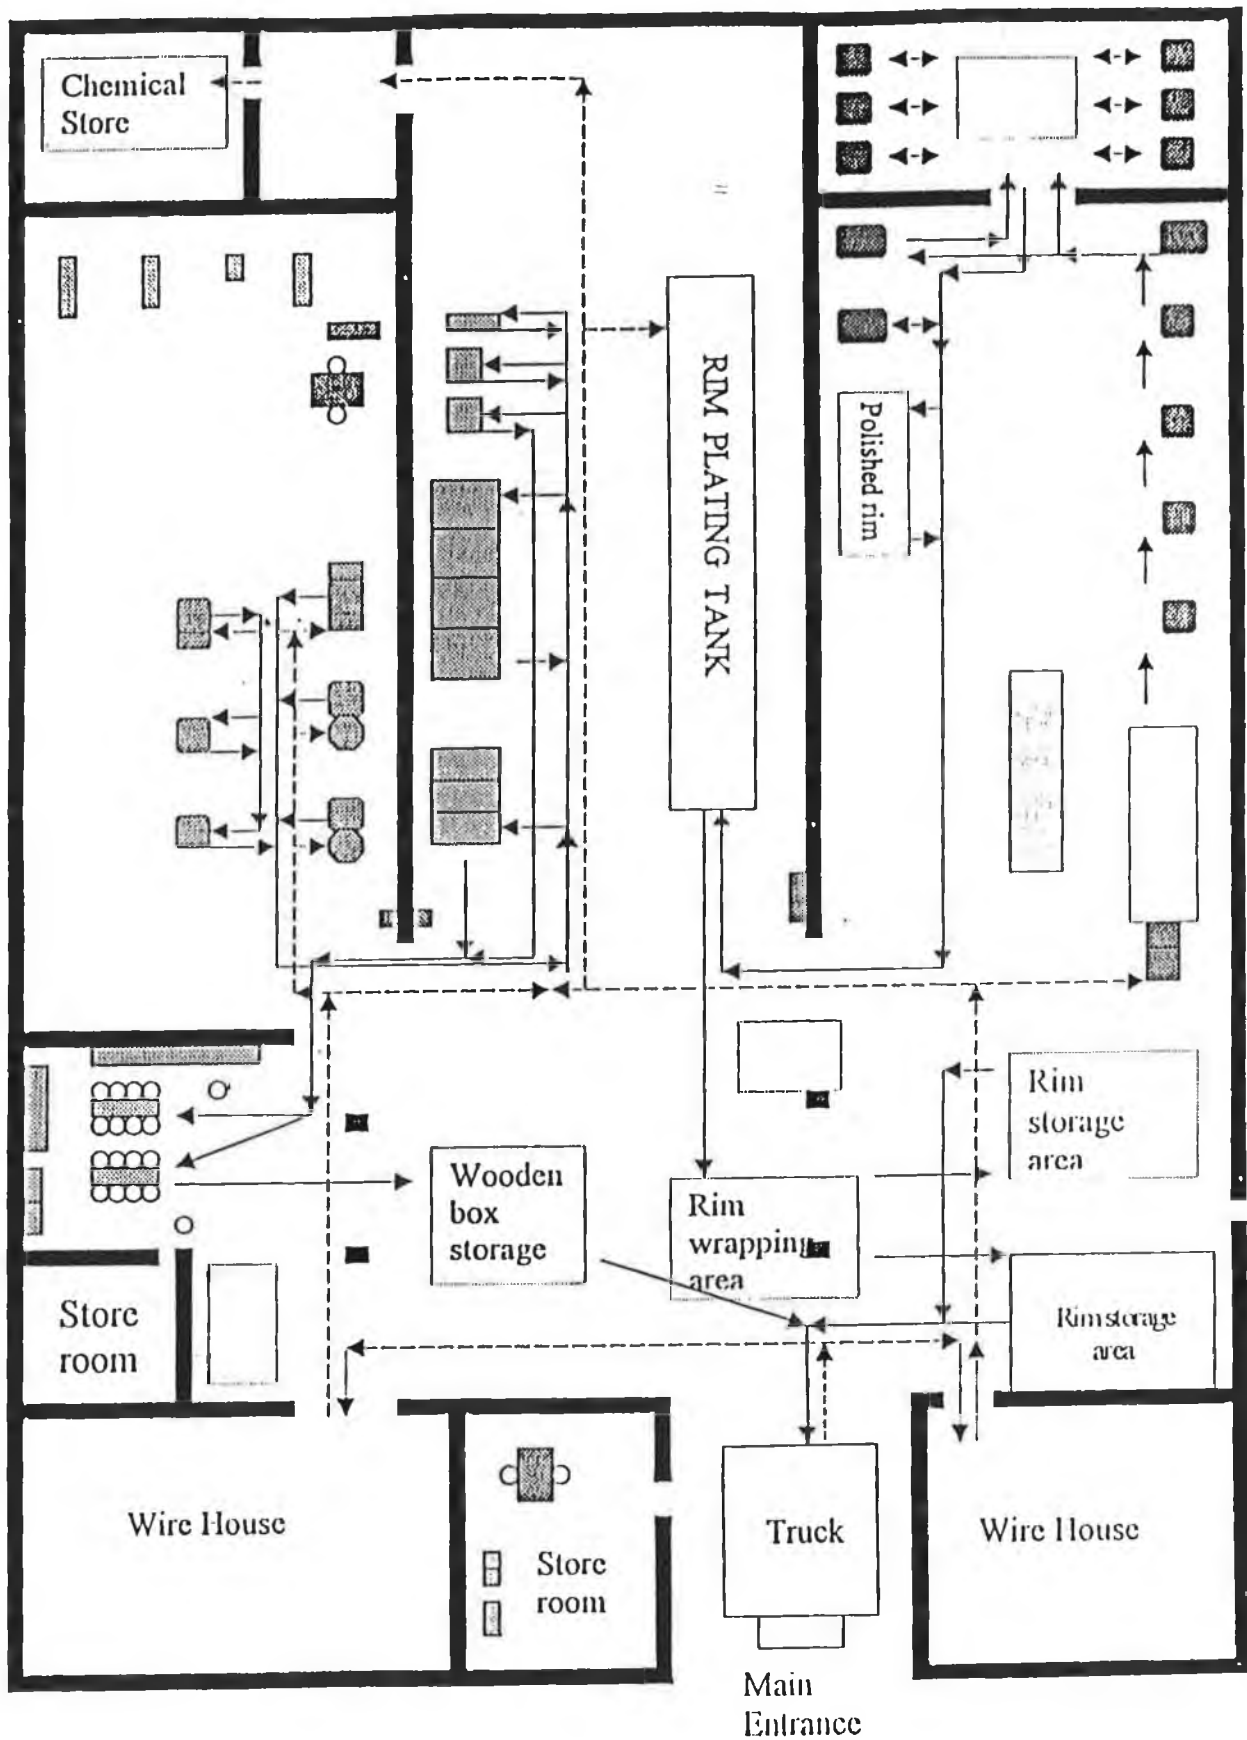 Chemical
Store
RIM PLATING TANK
Polished rim
Rim
storage
area
Wooden
box
storage
Rim
wrapping
area
Store
room
Rim storage
area
Wire House
Store
room
Truck
Wire House
Main
Entrance